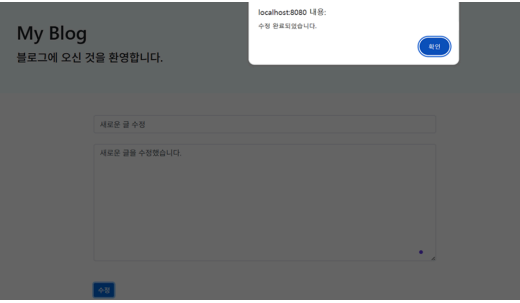 My Blog
블로그에 오신 것을 환영합니다.
localhost:8080 내용:
수정 완료되었습니다.
확인
새로운 글 수정
새로운 글을 수정했습니다.
수정